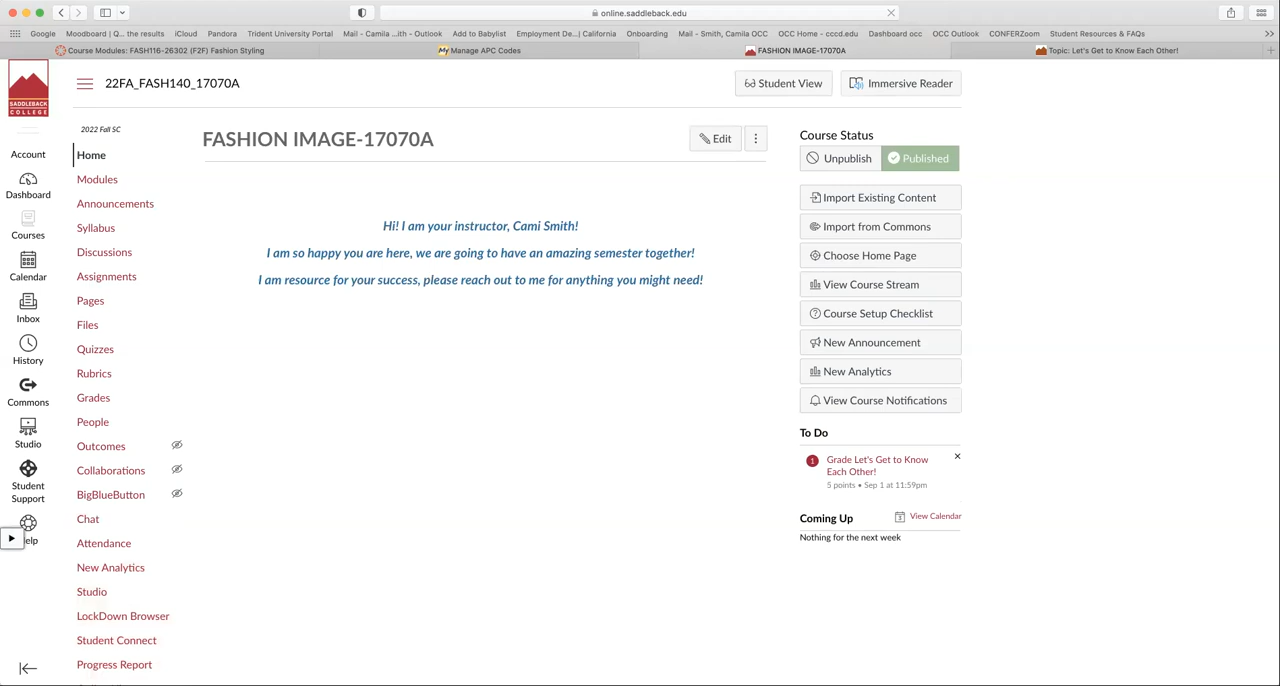 online.saddleback.edu
Google Moodboard | Q... the results iCloud Pandora Trident University Portal Mail - Camila ...ith - Outlook Add to Babylist Employment De...| California Onboarding Mail - Smith, Camila OCC OCC Home - cccd.edu Dashboard occ OCC Outlook CONFERZoom Student Resources & FAQs
Course Modules: FASH116-26302 (F2F) Fashion Styling Manage APC Codes FASHION IMAGE-17070A Topic: Let's Get to Know Each Other!
SADDLEBACK
COLLEGE
Account
Dashboard
Courses
Calendar
Inbox
History
Commons
Studio
Student
Support
elp
22FA_FASH140_17070A
Student View
Immersive Reader
2022 Fall SC
Home
Modules
Announcements
Syllabus
Discussions
Assignments
Pages
Files
Quizzes
Rubrics
Grades
People
Outcomes
Collaborations
BigBlueButton
Chat
Attendance
New Analytics
Studio
LockDown Browser
Student Connect
Progress Report
FASHION IMAGE-17070A
Edit
Hi! I am your instructor, Cami Smith!
I am so happy you are here, we are going to have an amazing semester together!
I am resource for your success, please reach out to me for anything you might need!
Course Status
Unpublish
Published
Import Existing Content
Import from Commons
Choose Home Page
View Course Stream
Course Setup Checklist
New Announcement
New Analytics
View Course Notifications
To Do
1
Grade Let's Get to Know
Each Other!
5 points • Sep 1 at 11:59pm
Coming Up
View Calendar
Nothing for the next week